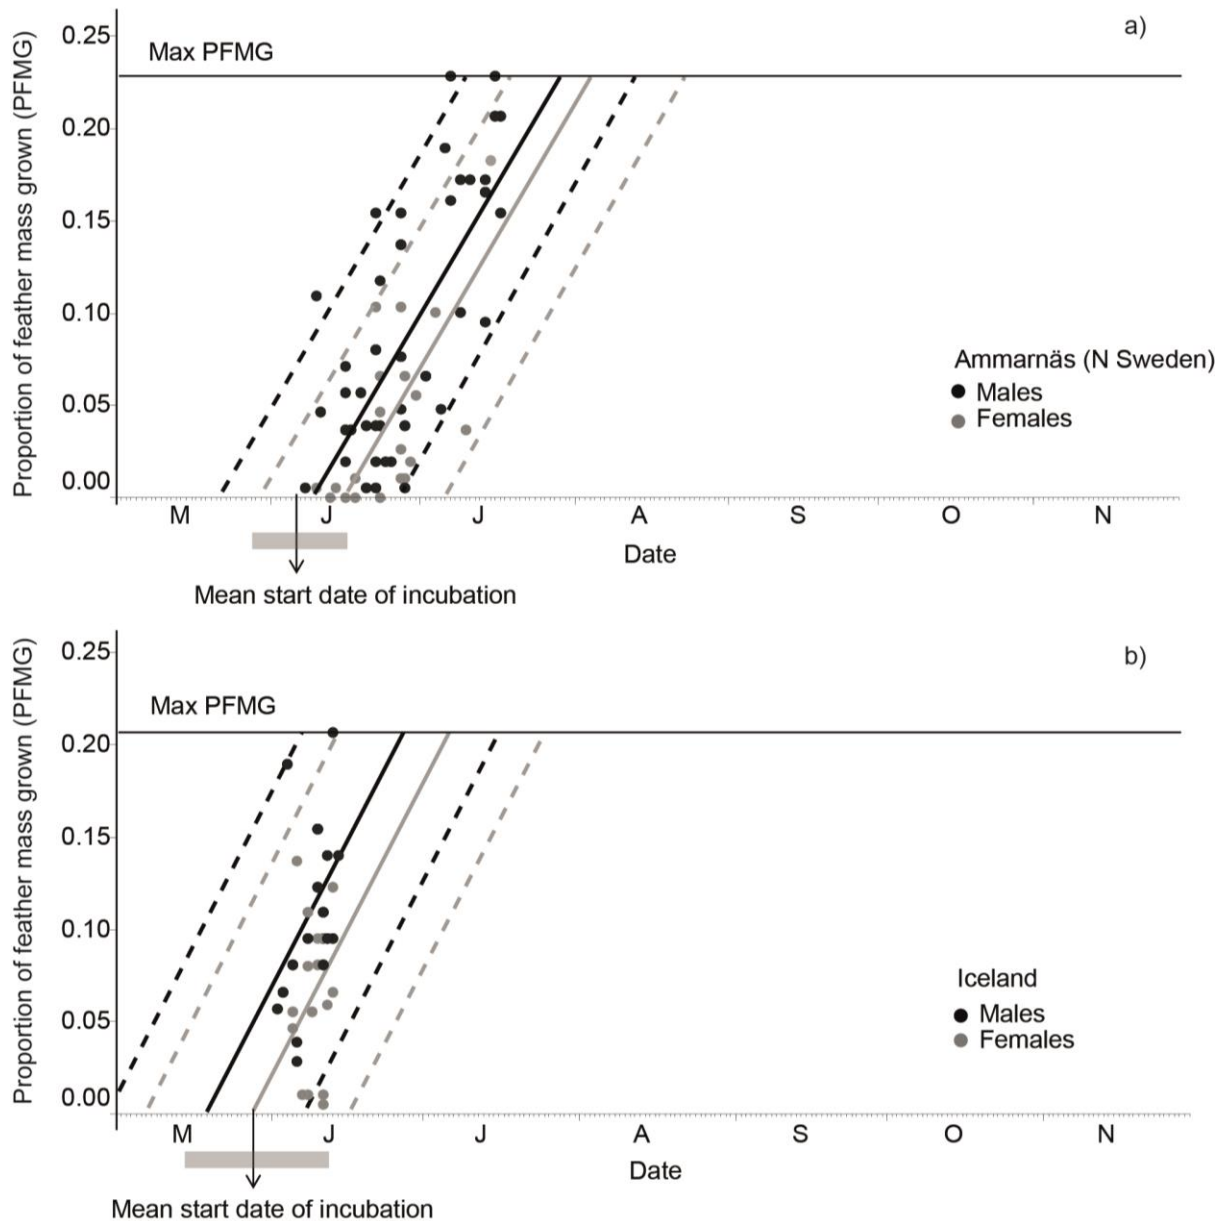 a)
Max PFMG
Proportion of feather mass grown (PFMG)
0.25
0.20
0.15
0.10
0.05
0.00
Ammarnäs (N Sweden)
Males
Females
M J J A S O N
Date
Mean start date of incubation
b)
Max PFMG
Proportion of feather mass grown (PFMG)
0.25
0.20
0.15
0.10
0.05
0.00
Iceland
Males
Females
M J J A S O N
Date
Mean start date of incubation